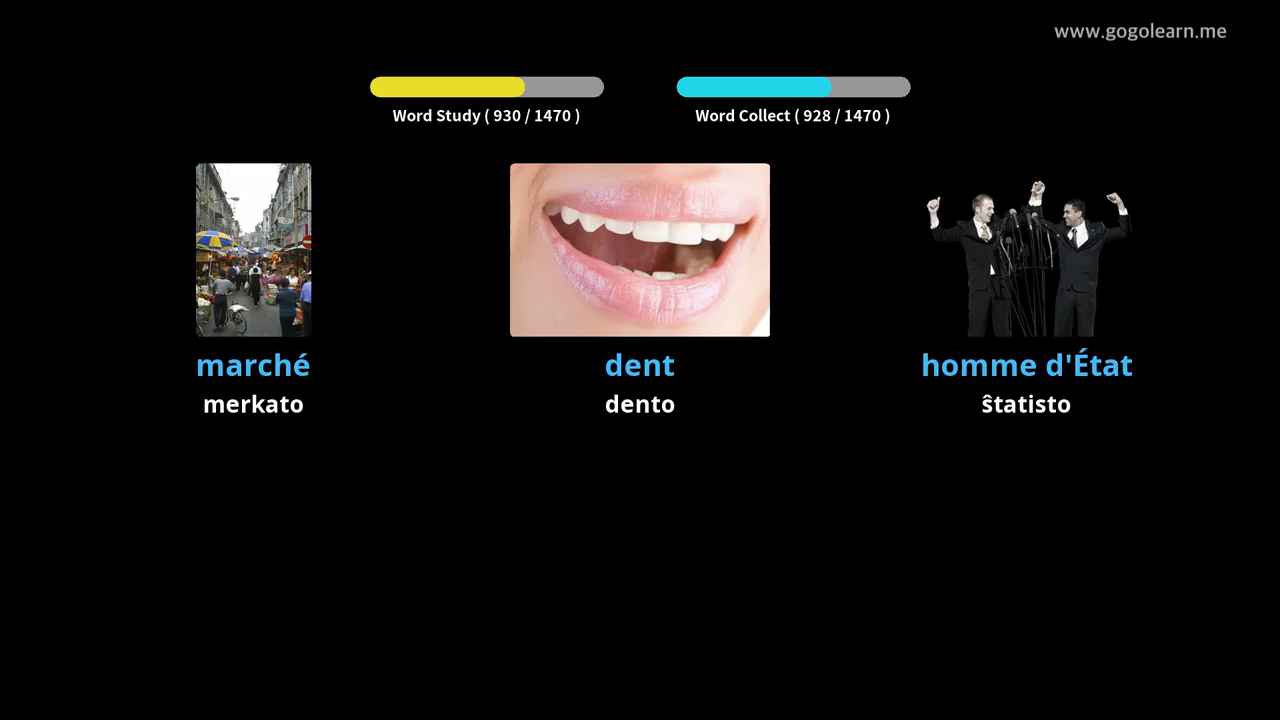 www.gogolearn.me
Word Study ( 930 / 1470 )
Word Collect ( 928 / 1470 )
marché
merkato
dent
dento
homme d'État
ŝtatisto